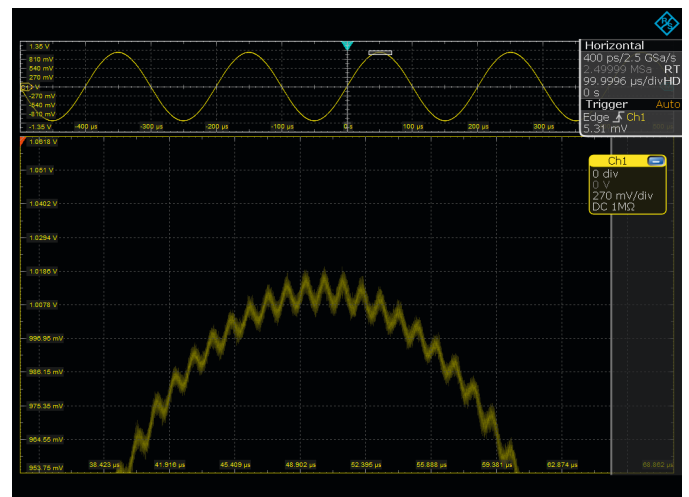 1.35 V
810 mV
540 mV
270 mV
-270 mV
-540 mV
-810 mV
-1.35 V
-400 µs
-300 µs
-200 µs
-100 µs
0 s
100 µs
200 µs
300 µs
Horizontal
400 ps/2.5 GSa/s
2.49999 MSa RT
99.9996 µs/div HD
0 s
Trigger Auto
Edge Ch1
5.31 mV
Ch1
0 div
0 V
270 mV/div
DC 1MΩ
1.0618 V
1.051 V
1.0402 V
1.0294 V
1.0186 V
1.0078 V
996.95 mV
986.15 mV
975.35 mV
964.55 mV
953.75 mV
38.423 µs
41.916 µs
45.409 µs
48.902 µs
52.395 µs
55.888 µs
59.381 µs
62.874 µs